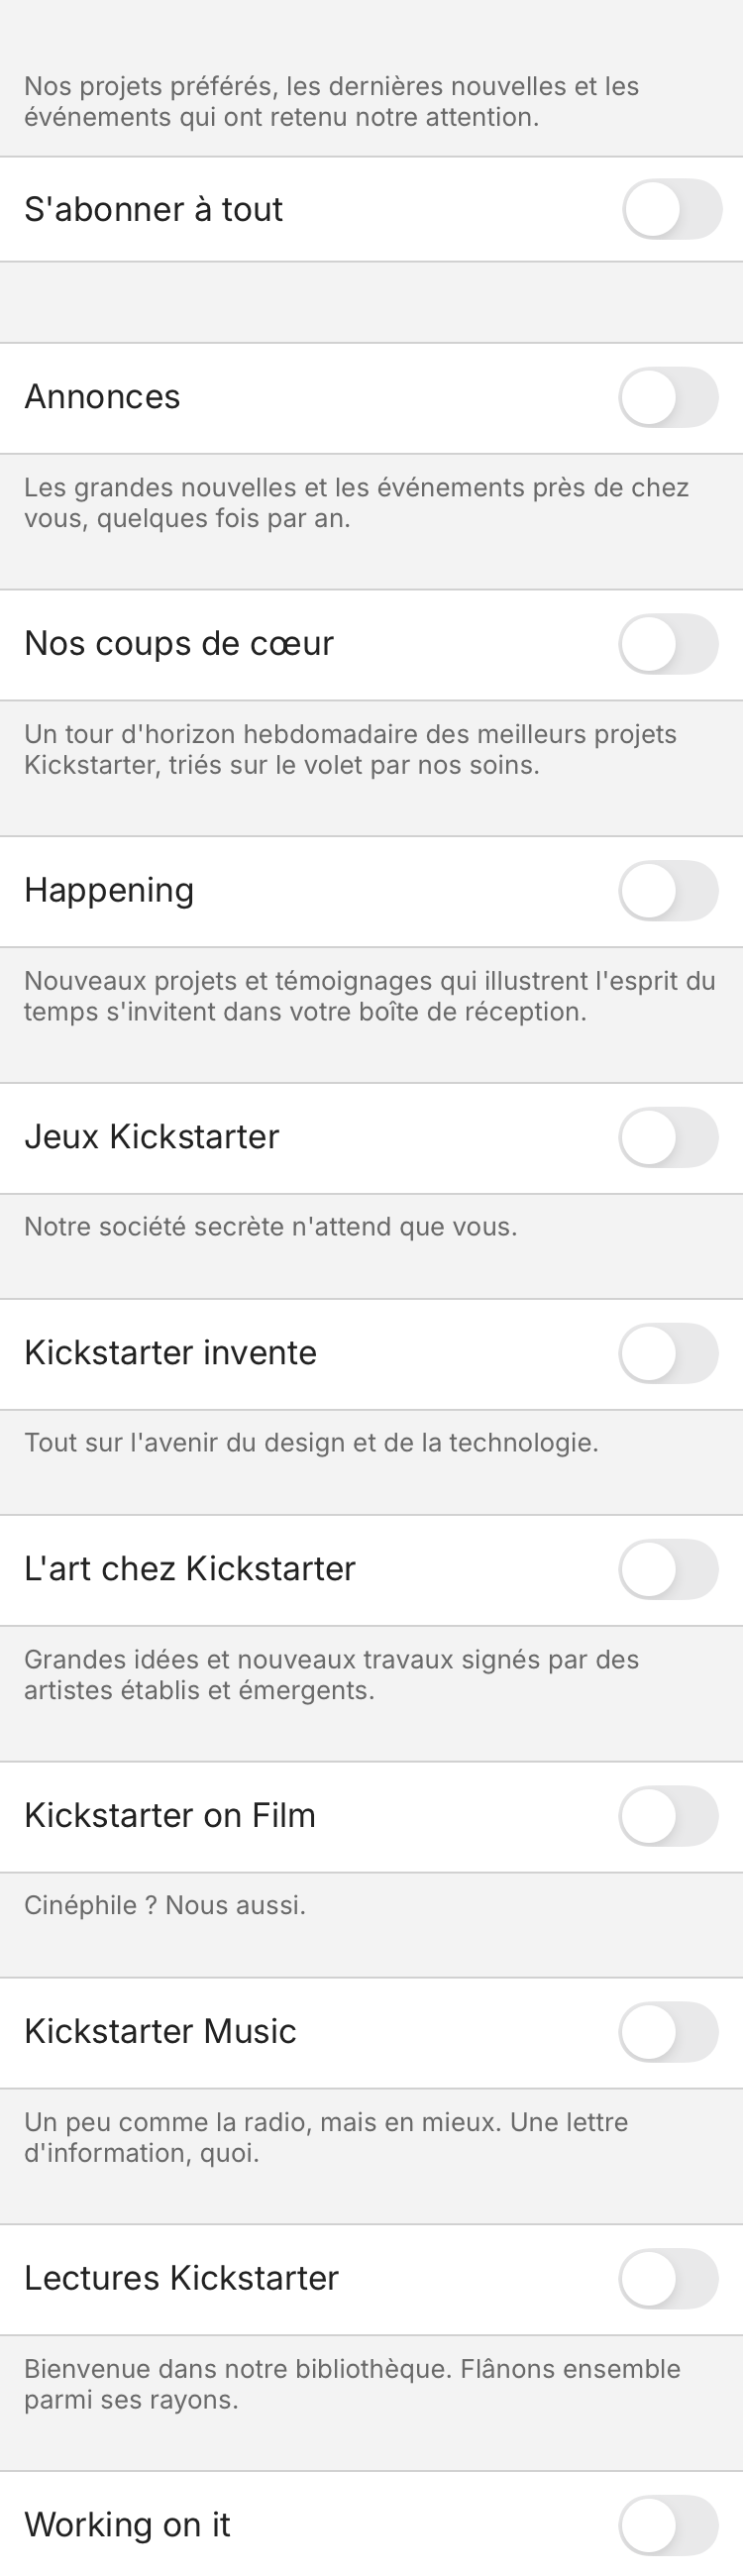 Nos projets préférés, les dernières nouvelles et les
événements qui ont retenu notre attention.
S'abonner à tout
Annonces
Les grandes nouvelles et les événements près de chez
vous, quelques fois par an.
Nos coups de cœur
Un tour d'horizon hebdomadaire des meilleurs projets
Kickstarter, triés sur le volet par nos soins.
Happening
Nouveaux projets et témoignages qui illustrent l'esprit du
temps s'invitent dans votre boîte de réception.
Jeux Kickstarter
Notre société secrète n'attend que vous.
Kickstarter invente
Tout sur l'avenir du design et de la technologie.
L'art chez Kickstarter
Grandes idées et nouveaux travaux signés par des
artistes établis et émergents.
Kickstarter on Film
Cinéphile ? Nous aussi.
Kickstarter Music
Un peu comme la radio, mais en mieux. Une lettre
d'information, quoi.
Lectures Kickstarter
Bienvenue dans notre bibliothèque. Flânons ensemble
parmi ses rayons.
Working on it